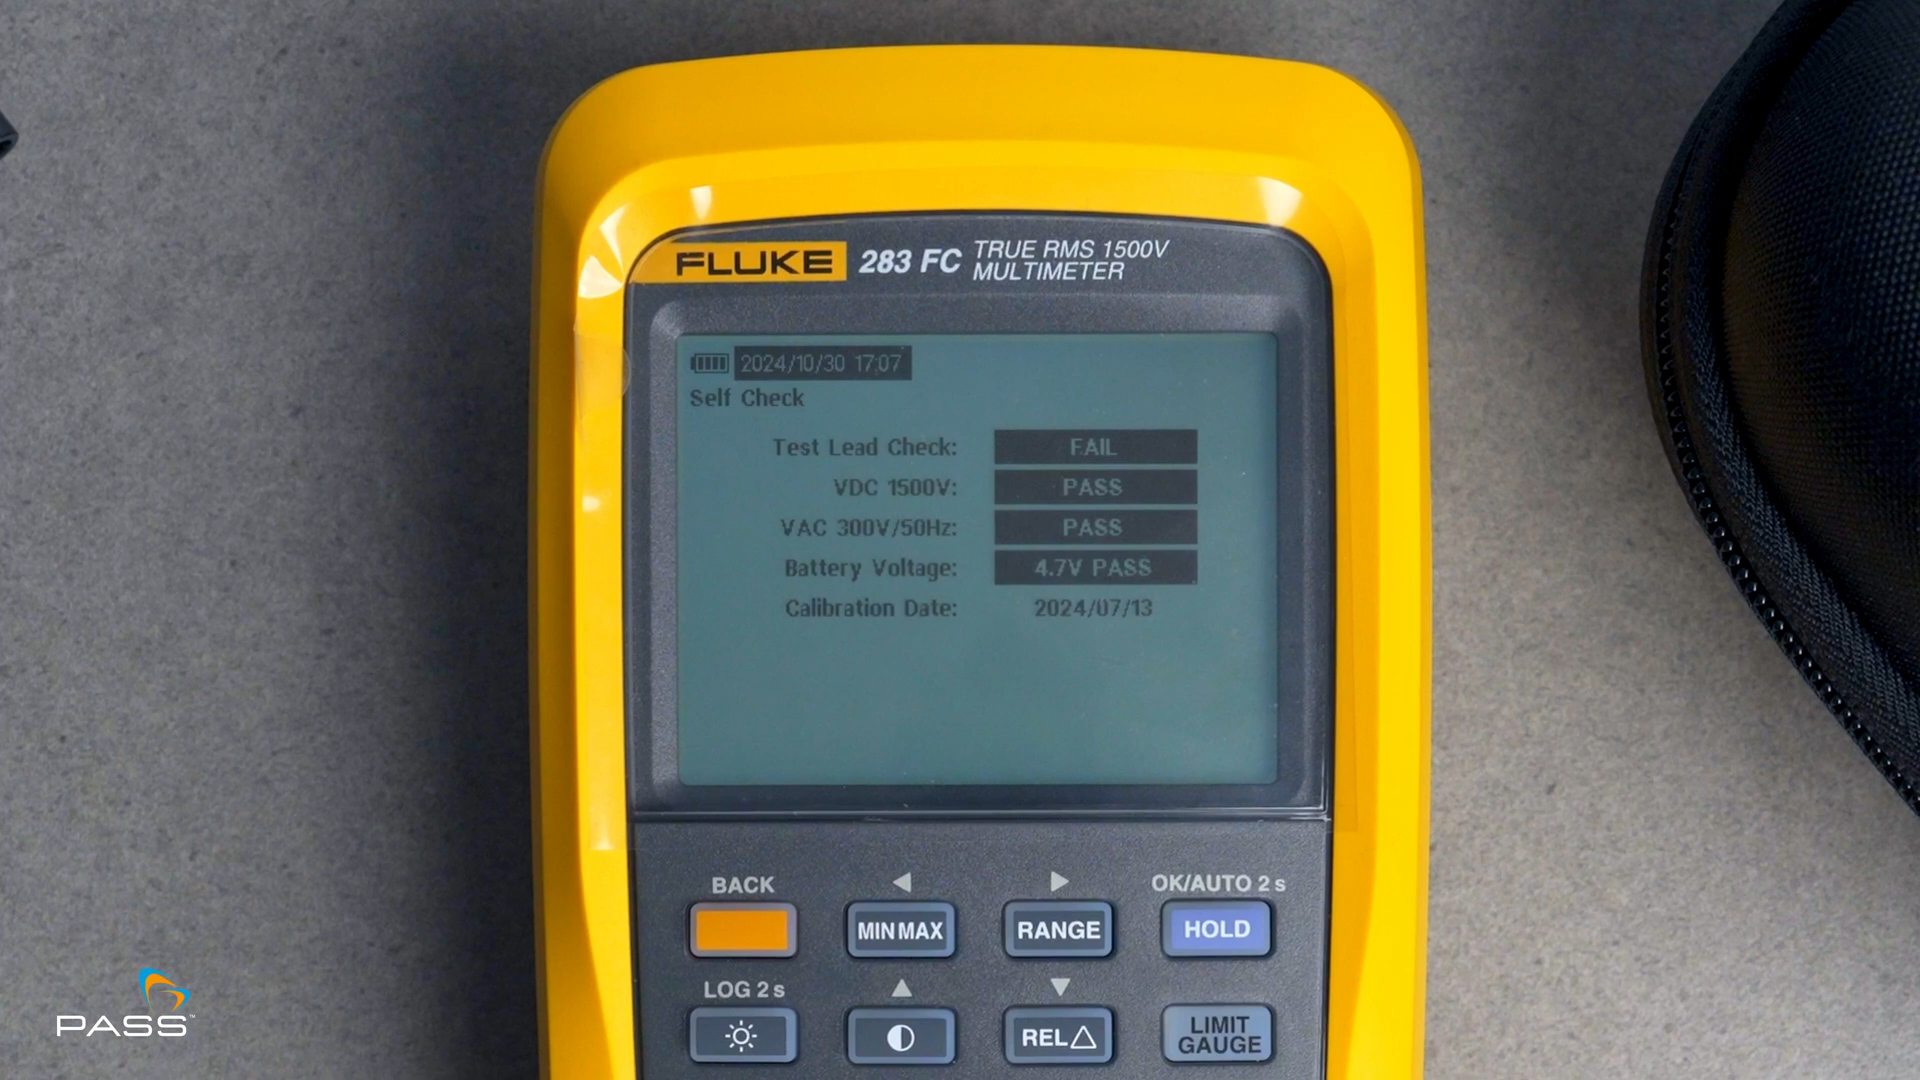 FLUKE 283 FC TRUE RMS 1500V
MULTIMETER
2024/10/30 17:07
Self Check
Test Lead Check: FAIL
VDC 1500V: PASS
VAC 300V/50Hz: PASS
Battery Voltage: 4.7V PASS
Calibration Date: 2024/07/13
BACK ◀ ▶ OK/AUTO 2 s
MIN MAX RANGE HOLD
LOG 2 s ▲ ▼
REL△ LIMIT
GAUGE
PASS™